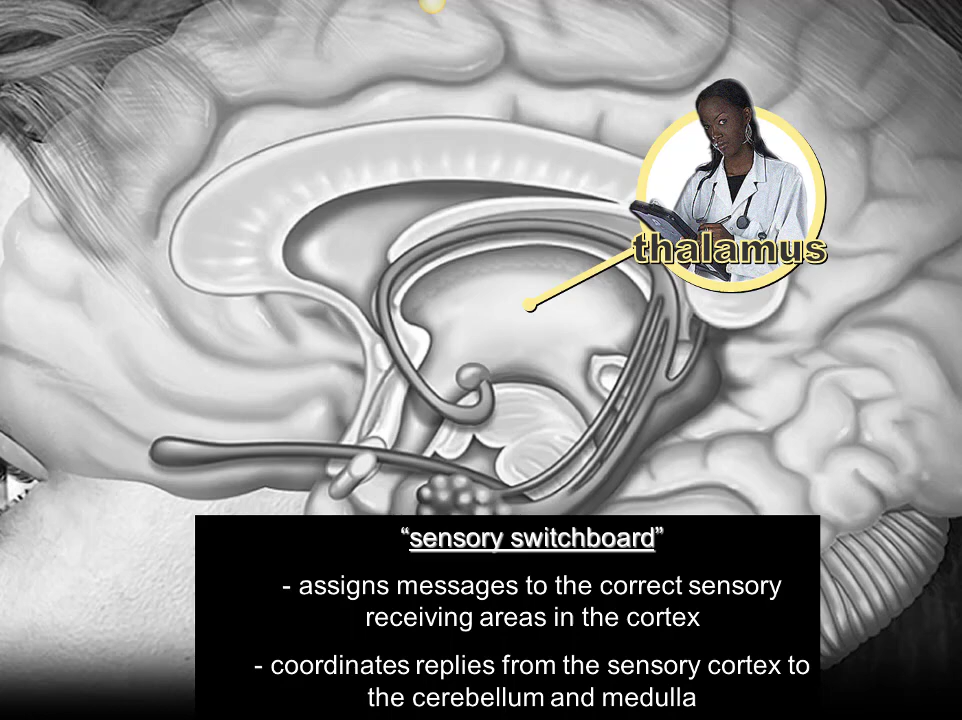 thalamus
“sensory switchboard”
- assigns messages to the correct sensory
receiving areas in the cortex
- coordinates replies from the sensory cortex to
the cerebellum and medulla